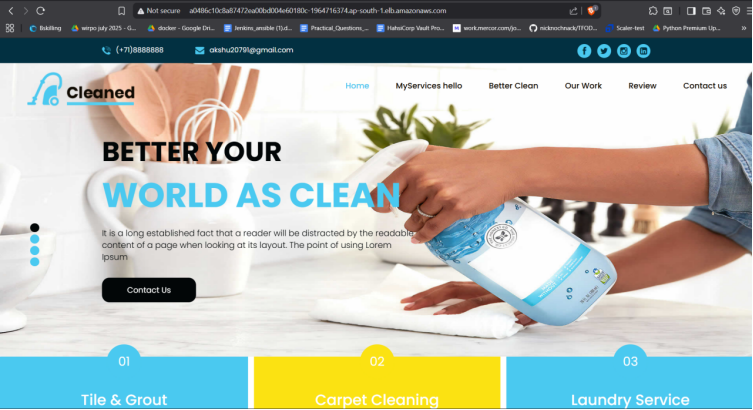 Not secure a0486c10c8a87472ea00bd004e60180c-1964716374.ap-south-1.elb.amazonaws.com
Bskilling
wirpo july 2025 - G...
docker - Google Dri...
Jenkins_ansible (1).d...
Practical_Questions_...
HahsiCorp Vault Pro...
work.mercor.com/jo...
nicknochnack/TFOD...
Scaler-test
Python Premium Up...
(+71)8888888
akshu20791@gmail.com
Cleaned
Home
MyServices hello
Better Clean
Our Work
Review
Contact us
BETTER YOUR
WORLD AS CLEAN
It is a long established fact that a reader will be distracted by the readable
content of a page when looking at its layout. The point of using Lorem
Ipsum
Contact Us
01
02
03
Tile & Grout
Carpet Cleaning
Laundry Service